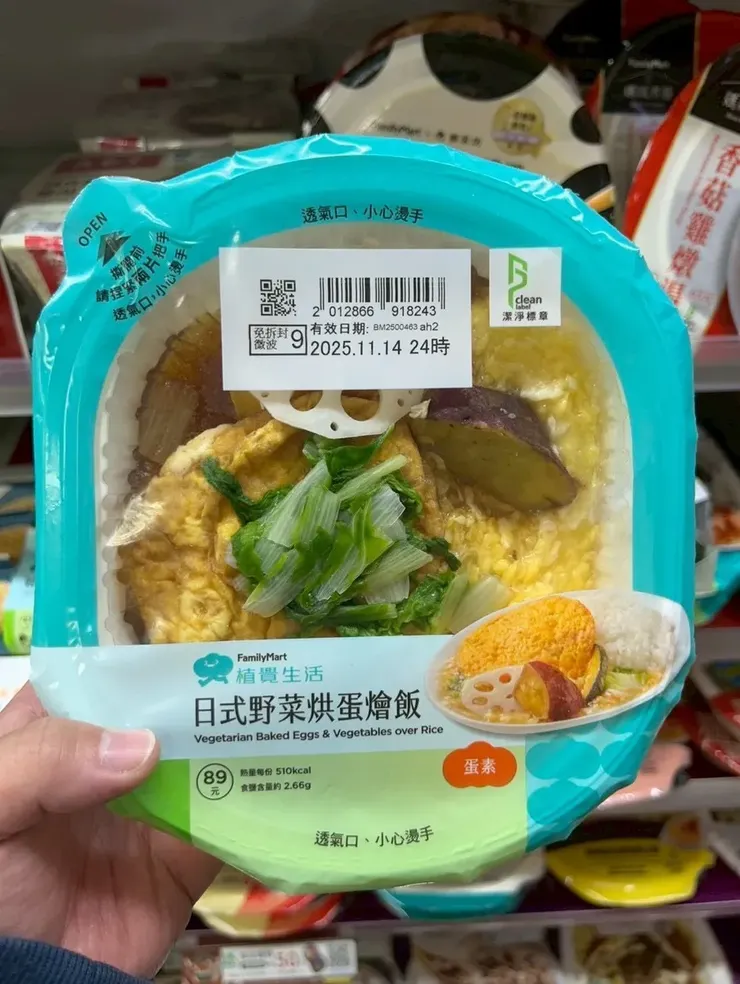 FamilyMart
香菇雞燉湯
透氣口、小心燙手
OPEN
撕開前
請捏緊兩片把手
透氣口，小心燙手
2 012866 918243
免拆封
微波
9
有效日期: BM2500463 ah2
2025.11.14 24時
clean
label
潔淨標章
FamilyMart
植覺生活
日式野菜烘蛋燴飯
Vegetarian Baked Eggs & Vegetables over Rice
89
元
熱量每份 510kcal
食鹽含量約 2.66g
蛋素
透氣口、小心燙手